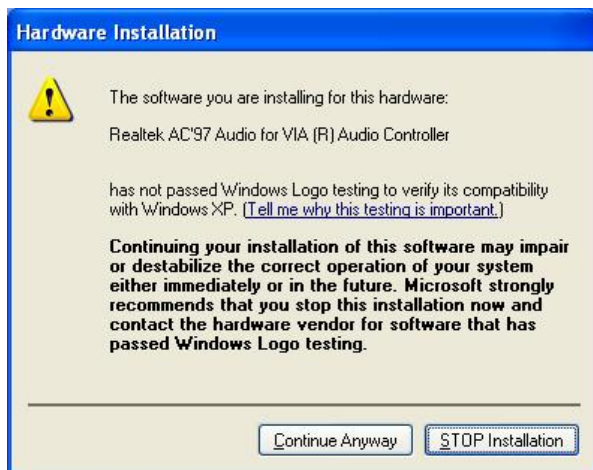 Hardware Installation
The software you are installing for this hardware:
Realtek AC'97 Audio for VIA (R) Audio Controller
has not passed Windows Logo testing to verify its compatibility
with Windows XP. (Tell me why this testing is important.)
Continuing your installation of this software may impair
or destabilize the correct operation of your system
either immediately or in the future. Microsoft strongly
recommends that you stop this installation now and
contact the hardware vendor for software that has
passed Windows Logo testing.
Continue Anyway STOP Installation